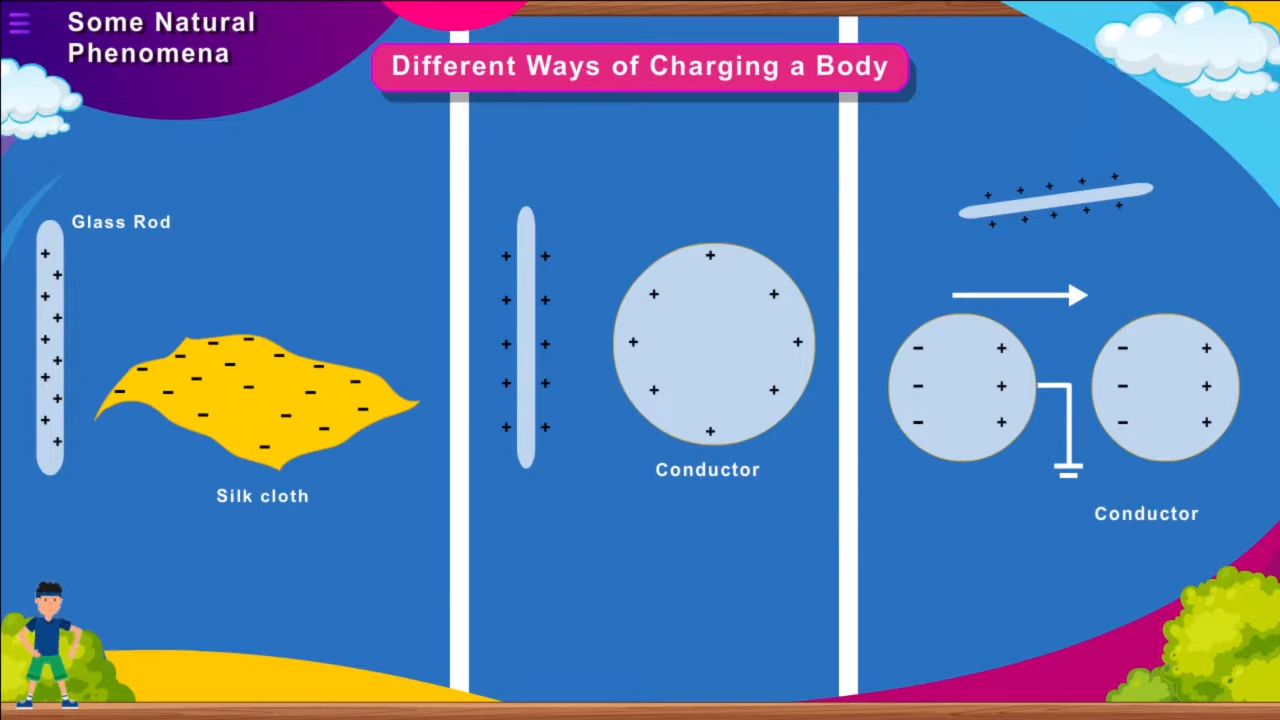 Some Natural
Phenomena
Different Ways of Charging a Body
Glass Rod
Silk cloth
Conductor
Conductor